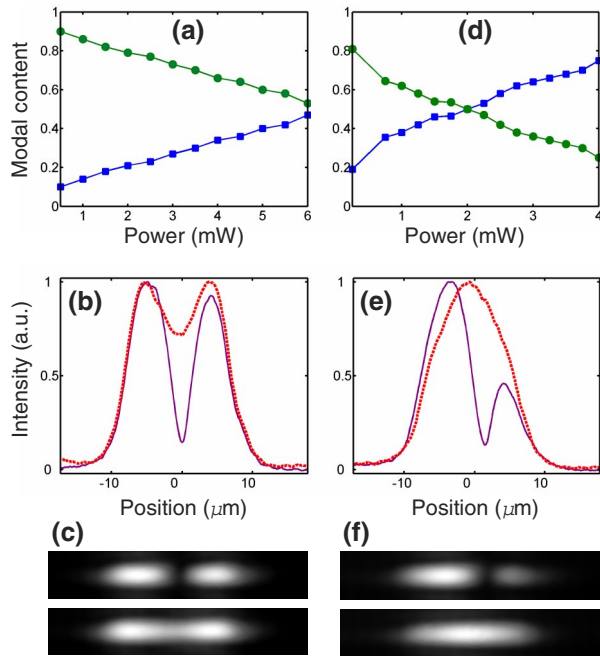 (a)
(d)
Modal content
1
0.8
0.6
0.4
0.2
0
1
2
3
4
5
6
Power (mW)
1
0.8
0.6
0.4
0.2
0
1
2
3
4
Power (mW)
(b)
(e)
Intensity (a.u.)
1
0.5
0
-10
0
10
Position (μm)
1
0.5
0
-10
0
10
Position (μm)
(c)
(f)